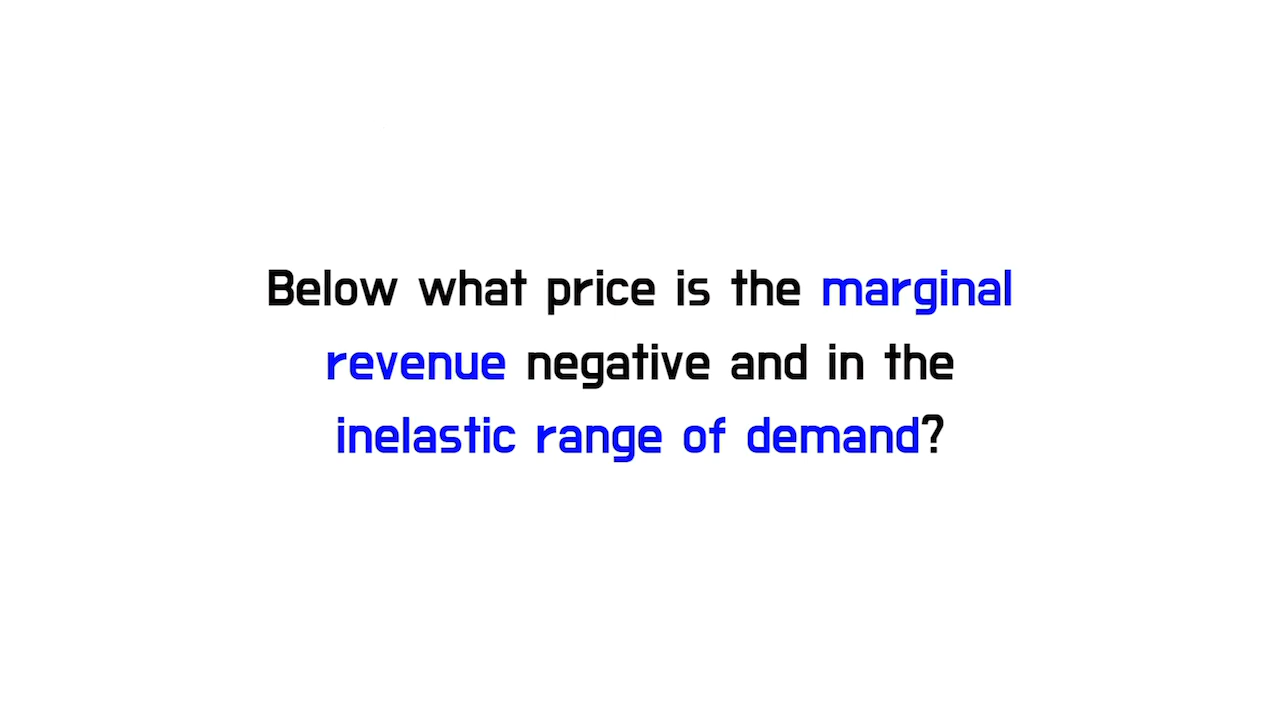 Below what price is the marginal
revenue negative and in the
inelastic range of demand?